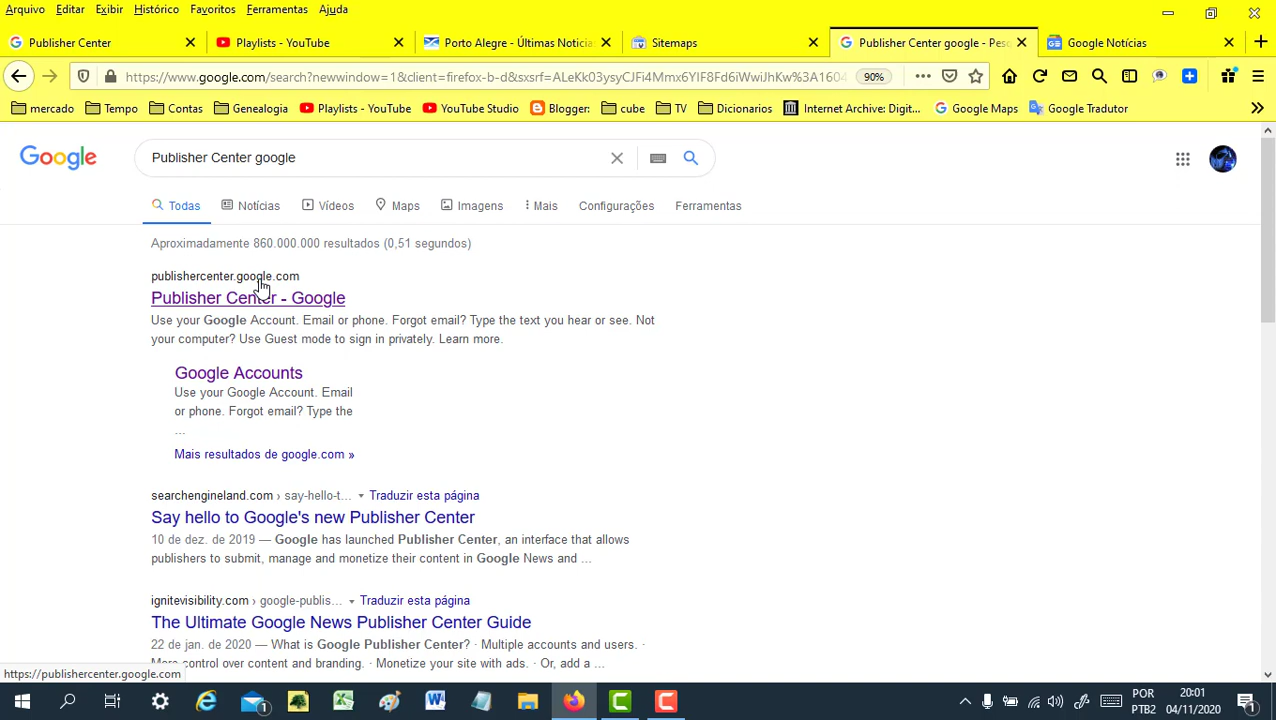 Arquivo Editar Exibir Histórico Favoritos Ferramentas Ajuda
Publisher Center Playlists - YouTube Porto Alegre - Últimas Notícia Sitemaps Publisher Center google - Pes Google Notícias
https://www.google.com/search?newwindow=1&client=firefox-b-d&sxsrf=ALeKk03ysyCJFi4Mmx6YIF8Fd6iWwiJhKw%3A1604 90%
mercado Tempo Contas Genealogia Playlists - YouTube YouTube Studio Blogger: cube TV Dicionarios Internet Archive: Digit... Google Maps Google Tradutor
Google Publisher Center google
Todas Notícias Vídeos Maps Imagens Mais Configurações Ferramentas
Aproximadamente 860.000.000 resultados (0,51 segundos)
publishercenter.google.com
Publisher Center - Google
Use your Google Account. Email or phone. Forgot email? Type the text you hear or see. Not
your computer? Use Guest mode to sign in privately. Learn more.
Google Accounts
Use your Google Account. Email
or phone. Forgot email? Type the
...
Mais resultados de google.com »
searchengineland.com › say-hello-t... Traduzir esta página
Say hello to Google's new Publisher Center
10 de dez. de 2019 — Google has launched Publisher Center, an interface that allows
publishers to submit, manage and monetize their content in Google News and ...
ignitevisibility.com › google-publis... Traduzir esta página
The Ultimate Google News Publisher Center Guide
22 de jan. de 2020 — What is Google Publisher Center? · Multiple accounts and users. ·
More control over content and branding. · Monetize your site with ads. · Or, add a ...
https://publishercenter.google.com
POR 20:01
PTB2 04/11/2020